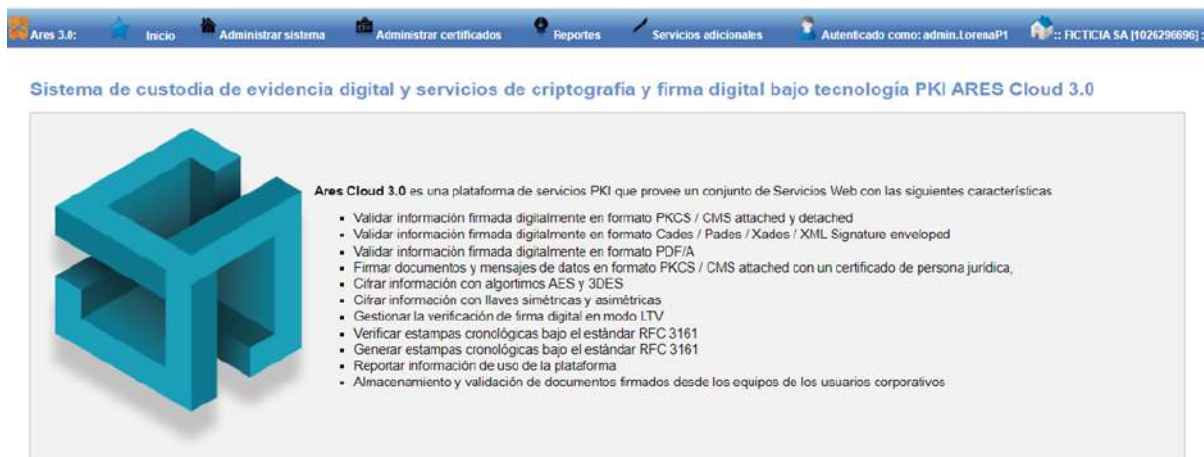 Ares 3.0: Inicio Administrar sistema Administrar certificados Reportes Servicios adicionales Autenticado como: admin.LorenaP1 :: FICTICIA SA [1026296696] :
Sistema de custodia de evidencia digital y servicios de criptografía y firma digital bajo tecnología PKI ARES Cloud 3.0
Ares Cloud 3.0 es una plataforma de servicios PKI que provee un conjunto de Servicios Web con las siguientes características
Validar información firmada digitalmente en formato PKCS / CMS attached y detached
Validar información firmada digitalmente en formato Cades / Pades / Xades / XML Signature enveloped
Validar información firmada digitalmente en formato PDF/A
Firmar documentos y mensajes de datos en formato PKCS / CMS attached con un certificado de persona jurídica,
Cifrar información con algortimos AES y 3DES
Cifrar información con llaves simétricas y asimétricas
Gestionar la verificación de firma digital en modo LTV
Verificar estampas cronológicas bajo el estándar RFC 3161
Generar estampas cronológicas bajo el estándar RFC 3161
Reportar información de uso de la plataforma
Almacenamiento y validación de documentos firmados desde los equipos de los usuarios corporativos